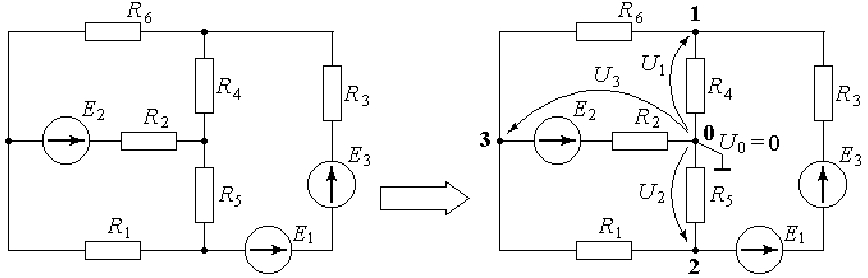 R6
R4
R3
E2
R2
E3
R5
R1
E1
1
R6
U1
U3
R4
R3
E2
R2
0
U0 = 0
3
E3
U2
R5
R1
E1
2